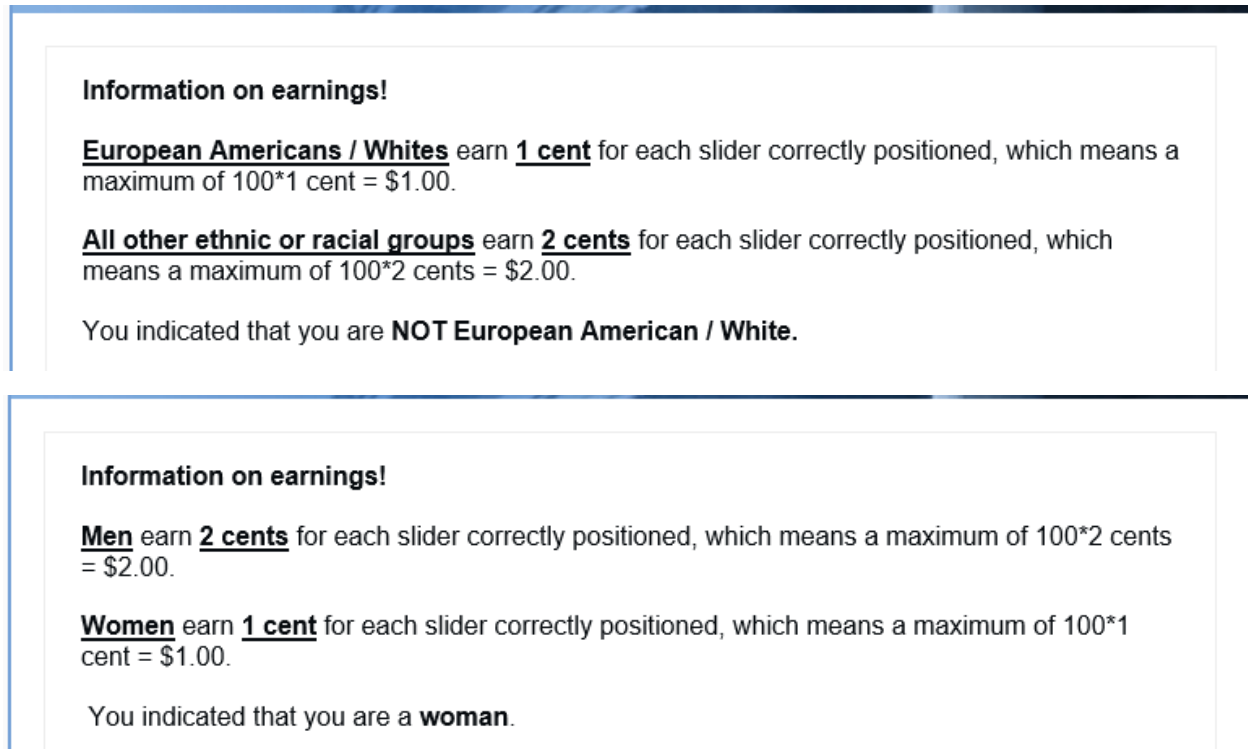 Information on earnings!
European Americans / Whites earn 1 cent for each slider correctly positioned, which means a
maximum of 100*1 cent = $1.00.
All other ethnic or racial groups earn 2 cents for each slider correctly positioned, which
means a maximum of 100*2 cents = $2.00.
You indicated that you are NOT European American / White.
Information on earnings!
Men earn 2 cents for each slider correctly positioned, which means a maximum of 100*2 cents
= $2.00.
Women earn 1 cent for each slider correctly positioned, which means a maximum of 100*1
cent = $1.00.
You indicated that you are a woman.